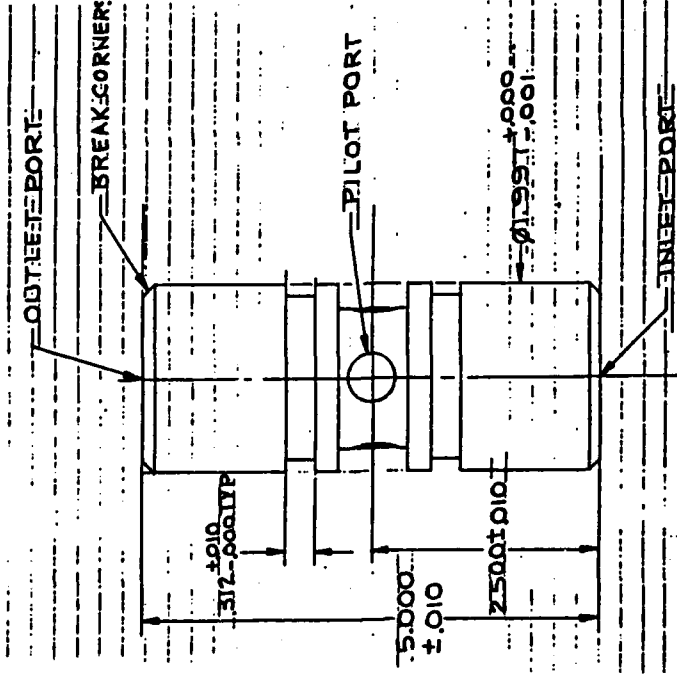 OUTLET PORT
BREAK CORNERS
PILOT PORT
Ø1.997 +.000 -.001
INLET PORT
.312 +.010 -.000 TYP
2.500±.010
5.000
±.010